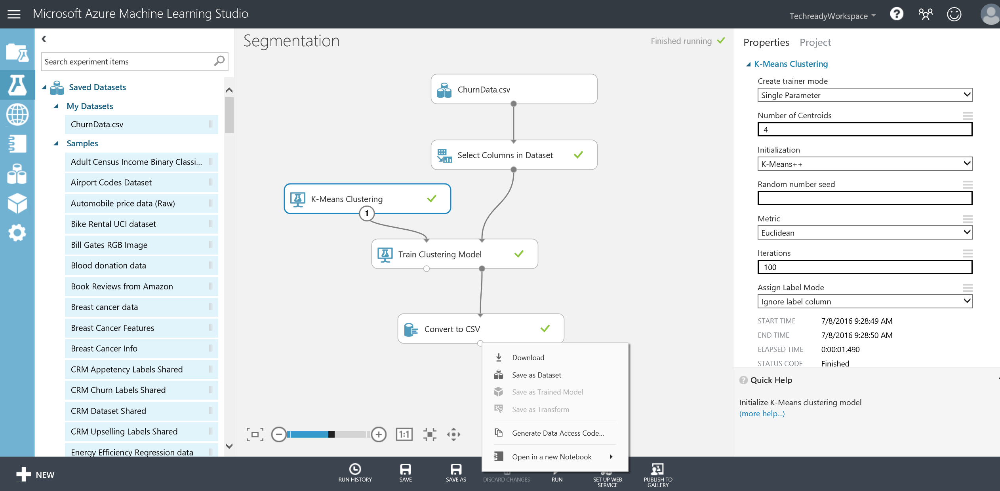 Microsoft Azure Machine Learning Studio
TechreadyWorkspace
?
Search experiment items
Saved Datasets
My Datasets
ChurnData.csv
Samples
Adult Census Income Binary Classi...
Airport Codes Dataset
Automobile price data (Raw)
Bike Rental UCI dataset
Bill Gates RGB Image
Blood donation data
Book Reviews from Amazon
Breast cancer data
Breast Cancer Features
Breast Cancer Info
CRM Appetency Labels Shared
CRM Churn Labels Shared
CRM Dataset Shared
CRM Upselling Labels Shared
Energy Efficiency Regression data
Segmentation
Finished running
ChurnData.csv
Select Columns in Dataset
K-Means Clustering
1
Train Clustering Model
Convert to CSV
Download
Save as Dataset
Save as Trained Model
Save as Transform
Generate Data Access Code...
Open in a new Notebook
1:1
Properties Project
K-Means Clustering
Create trainer mode
Single Parameter
Number of Centroids
4
Initialization
K-Means++
Random number seed
Metric
Euclidean
Iterations
100
Assign Label Mode
Ignore label column
START TIME 7/8/2016 9:28:49 AM
END TIME 7/8/2016 9:28:50 AM
ELAPSED TIME 0:00:01.490
STATUS CODE Finished
? Quick Help
Initialize K-Means clustering model
(more help...)
NEW
RUN HISTORY
SAVE
SAVE AS
DISCARD CHANGES
RUN
SET UP WEB
SERVICE
PUBLISH TO
GALLERY